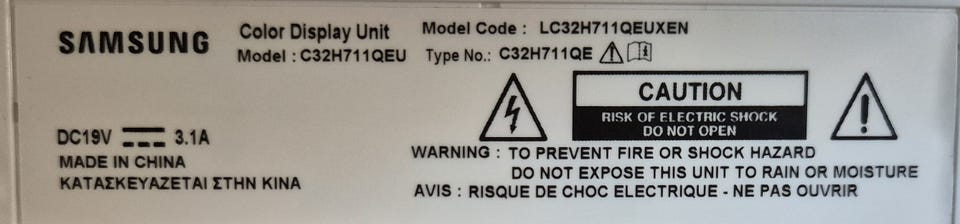 SAMSUNG
Color Display Unit
Model : C32H711QEU
Model Code : LC32H711QEUXEN
Type No.: C32H711QE
DC19V 3.1A
MADE IN CHINA
ΚΑΤΑΣΚΕΥΑΖΕΤΑΙ ΣΤΗΝ ΚΙΝΑ
CAUTION
RISK OF ELECTRIC SHOCK
DO NOT OPEN
WARNING : TO PREVENT FIRE OR SHOCK HAZARD
DO NOT EXPOSE THIS UNIT TO RAIN OR MOISTURE
AVIS : RISQUE DE CHOC ELECTRIQUE - NE PAS OUVRIR